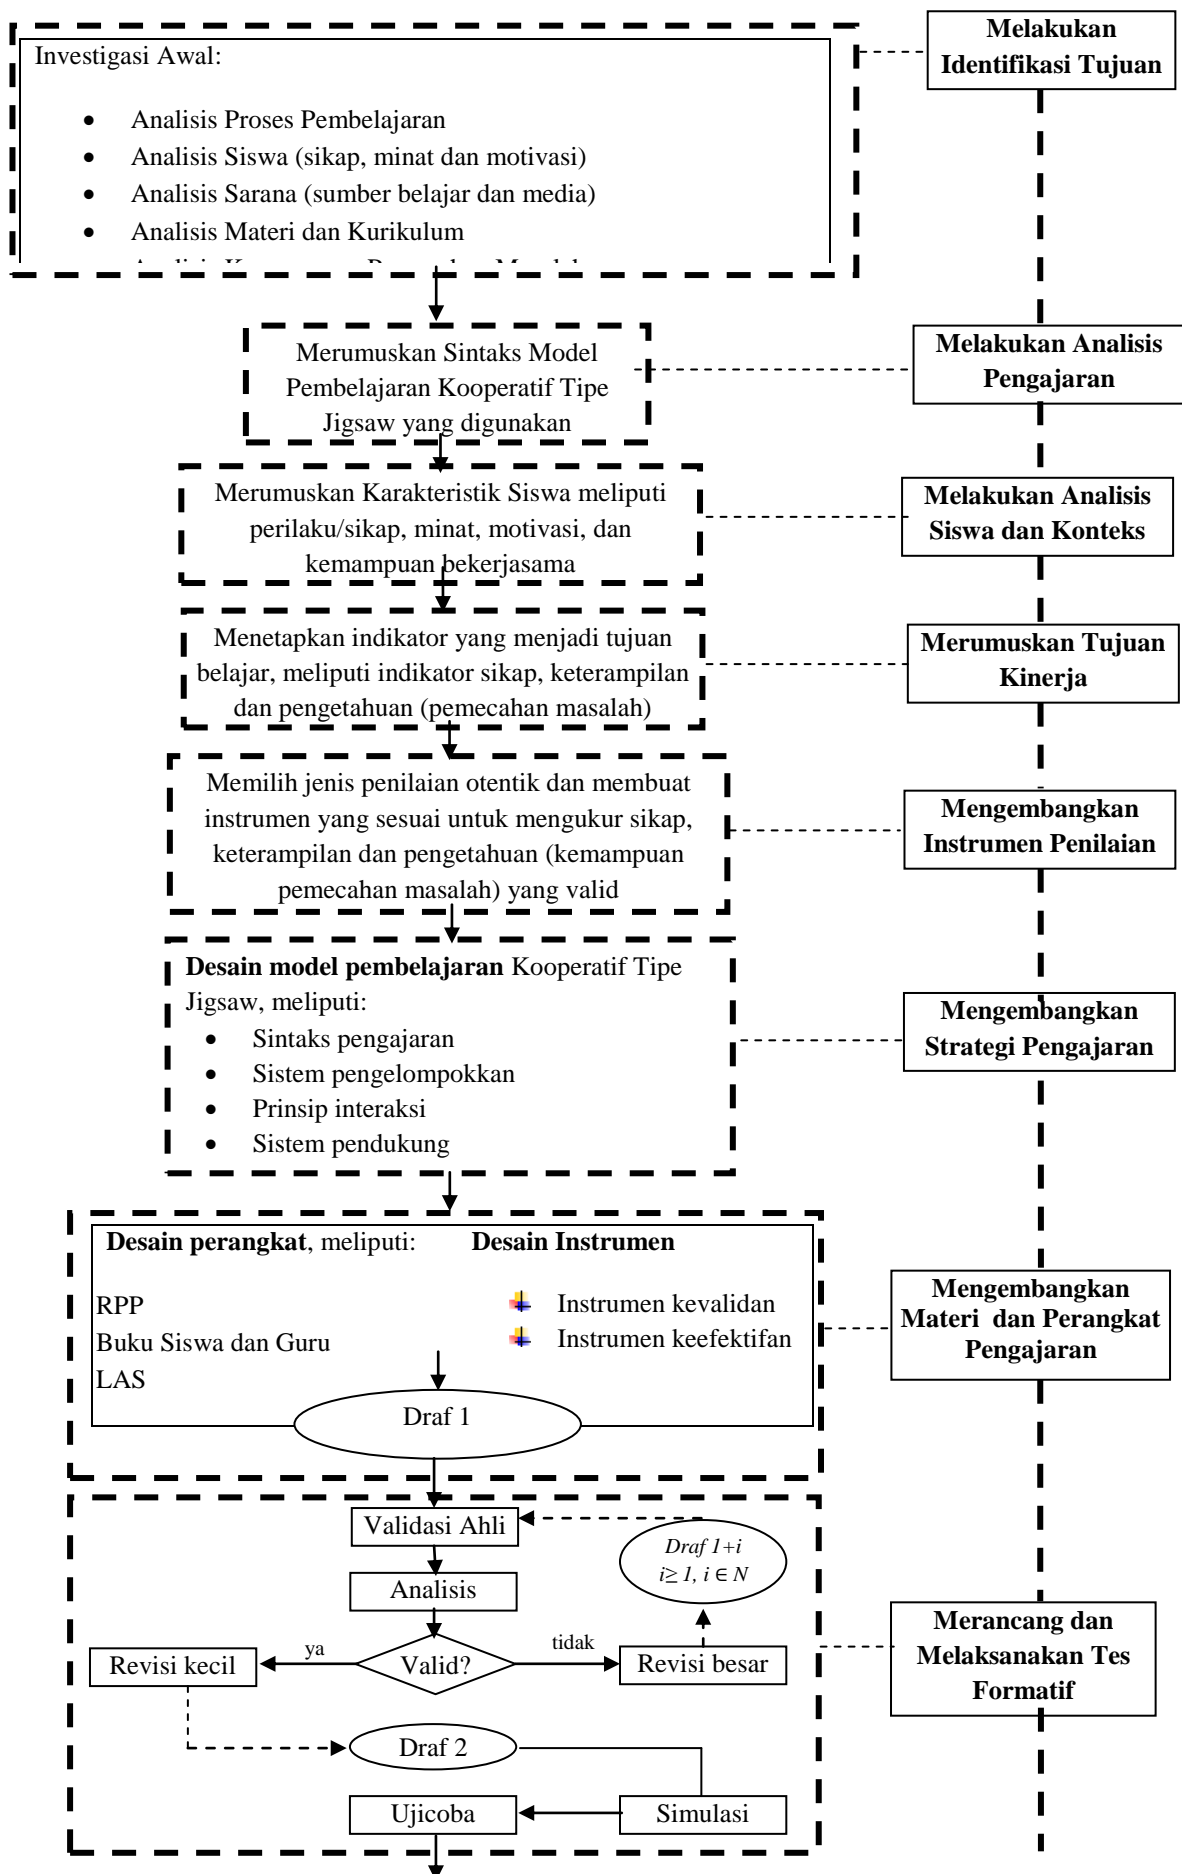 Melakukan
Identifikasi Tujuan
Investigasi Awal:
• Analisis Proses Pembelajaran
• Analisis Siswa (sikap, minat dan motivasi)
• Analisis Sarana (sumber belajar dan media)
• Analisis Materi dan Kurikulum
Merumuskan Sintaks Model
Pembelajaran Kooperatif Tipe
Jigsaw yang digunakan
Melakukan Analisis
Pengajaran
Merumuskan Karakteristik Siswa meliputi
perilaku/sikap, minat, motivasi, dan
kemampuan bekerjasama
Melakukan Analisis
Siswa dan Konteks
Menetapkan indikator yang menjadi tujuan
belajar, meliputi indikator sikap, keterampilan
dan pengetahuan (pemecahan masalah)
Merumuskan Tujuan
Kinerja
Memilih jenis penilaian otentik dan membuat
instrumen yang sesuai untuk mengukur sikap,
keterampilan dan pengetahuan (kemampuan
pemecahan masalah) yang valid
Mengembangkan
Instrumen Penilaian
Desain model pembelajaran Kooperatif Tipe
Jigsaw, meliputi:
• Sintaks pengajaran
• Sistem pengelompokkan
• Prinsip interaksi
• Sistem pendukung
Mengembangkan
Strategi Pengajaran
Desain perangkat, meliputi:
RPP
Buku Siswa dan Guru
LAS
Desain Instrumen
Instrumen kevalidan
Instrumen keefektifan
Draf 1
Mengembangkan
Materi dan Perangkat
Pengajaran
Validasi Ahli
Draf 1+i
i≥ 1, i ∈ N
Analisis
ya
Valid?
tidak
Revisi kecil
Revisi besar
Draf 2
Ujicoba
Simulasi
Merancang dan
Melaksanakan Tes
Formatif